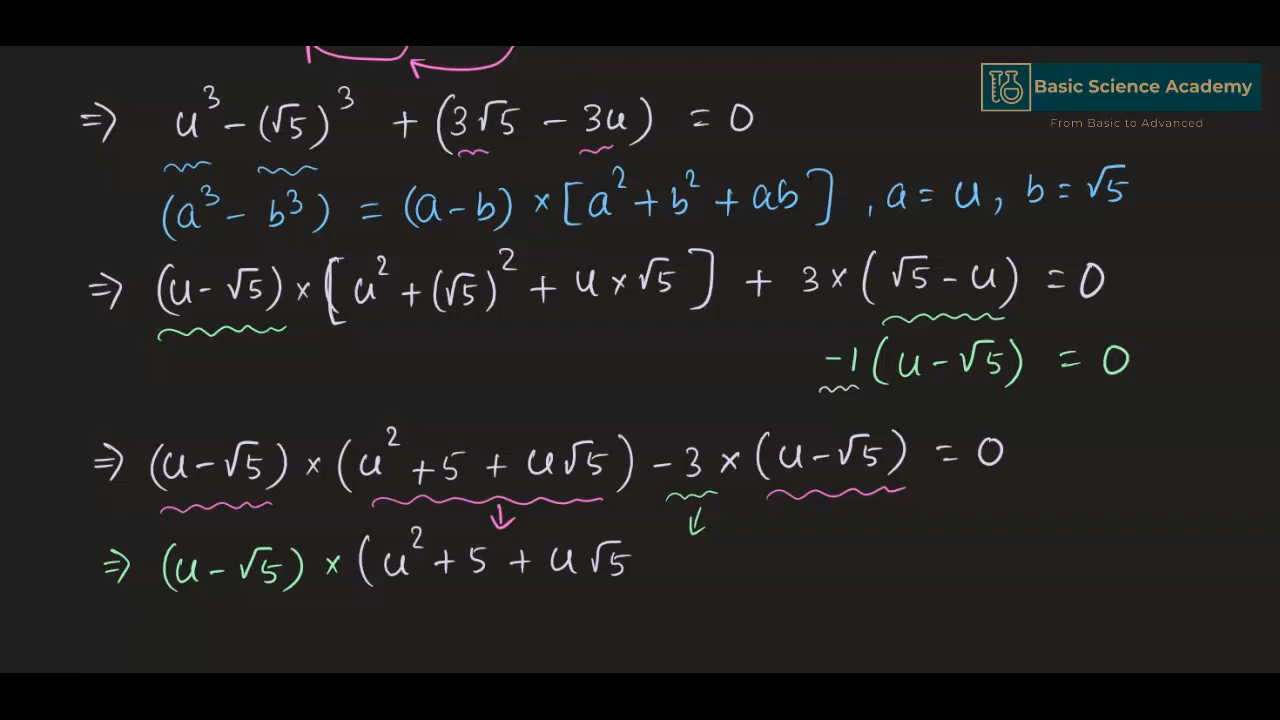 Basic Science Academy
From Basic to Advanced
⇒ u³ - (√5)³ + (3√5 - 3u) = 0
(a³ - b³) = (a-b) × [a² + b² + ab], a = u, b = √5
⇒ (u - √5) × [u² + (√5)² + u × √5] + 3 × (√5 - u) = 0
-1 (u - √5) = 0
⇒ (u - √5) × (u² + 5 + u√5) - 3 × (u - √5) = 0
⇒ (u - √5) × (u² + 5 + u√5